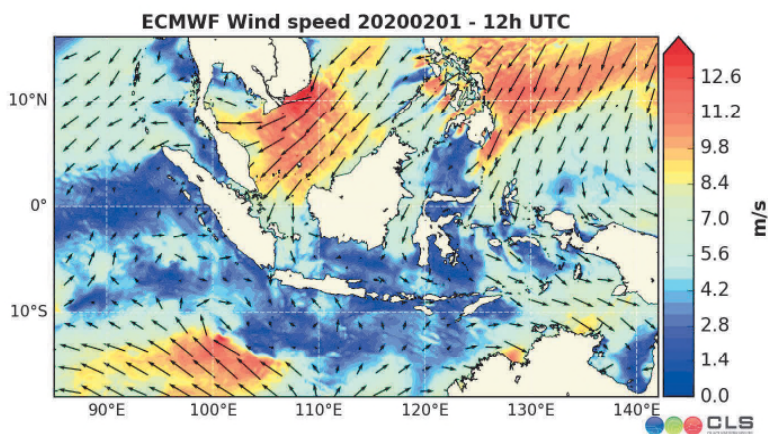 ECMWF Wind speed 20200201 - 12h UTC
10°N
0°
10°S
90°E
100°E
110°E
120°E
130°E
140°E
12.6
11.2
9.8
8.4
7.0
5.6
4.2
2.8
1.4
0.0
m/s
CLS